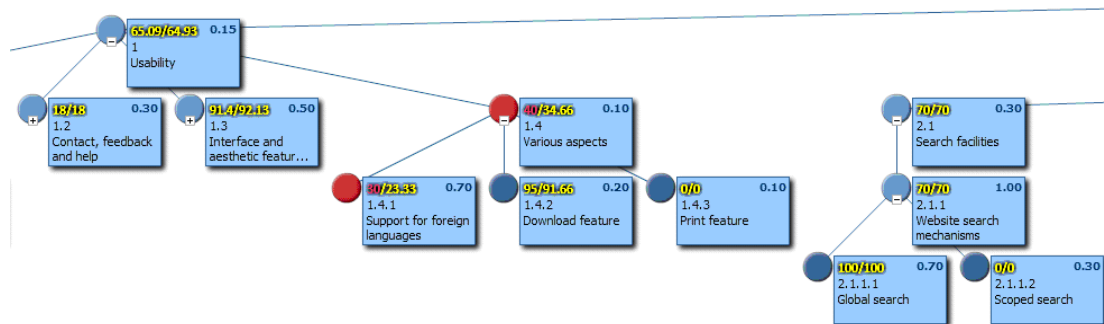 65.09/64.93 0.15
1
Usability
18/18 0.30
1.2
Contact, feedback
and help
91.4/92.13 0.50
1.3
Interface and
aesthetic featur...
40/34.66 0.10
1.4
Various aspects
70/70 0.30
2.1
Search facilities
30/23.33 0.70
1.4.1
Support for foreign
languages
95/91.66 0.20
1.4.2
Download feature
0/0 0.10
1.4.3
Print feature
70/70 1.00
2.1.1
Website search
mechanisms
100/100 0.70
2.1.1.1
Global search
0/0 0.30
2.1.1.2
Scoped search